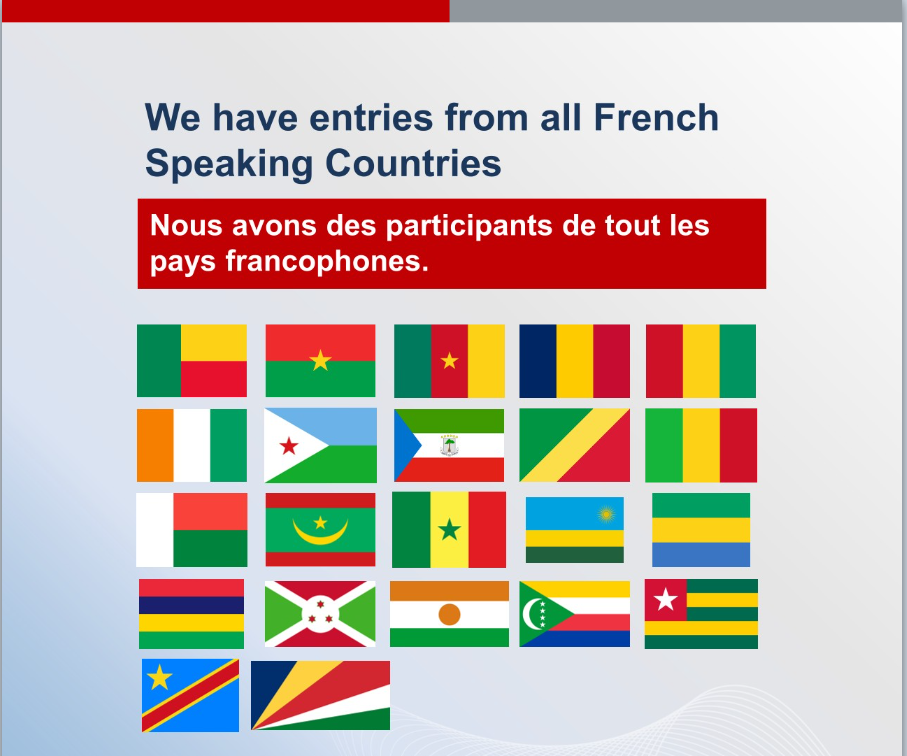 We have entries from all French
Speaking Countries
Nous avons des participants de tout les
pays francophones.